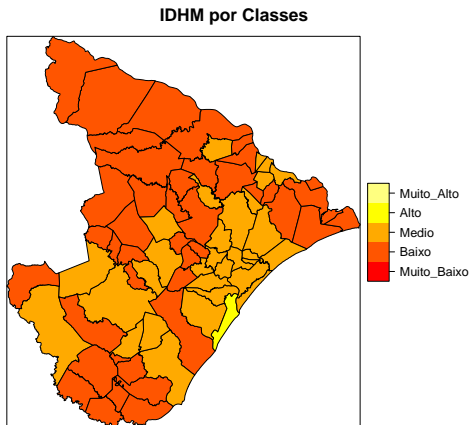 IDHM por Classes
Muito_Alto
Alto
Medio
Baixo
Muito_Baixo